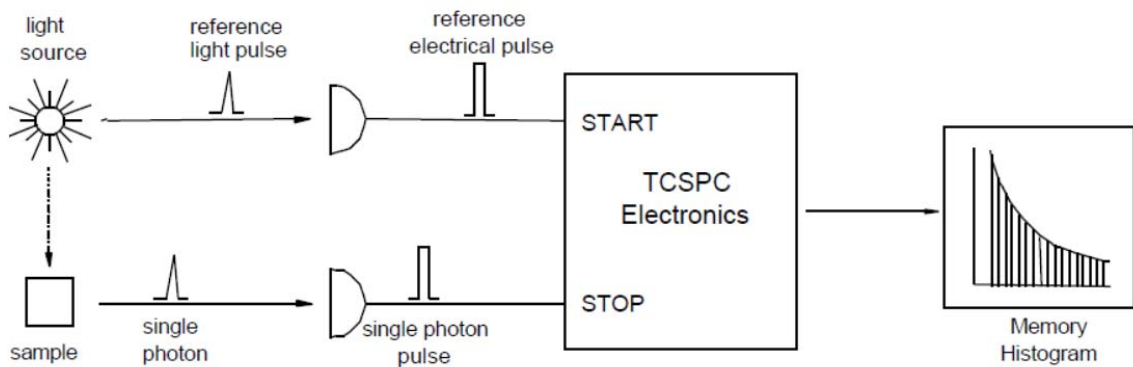 light
source
reference
light pulse
reference
electrical pulse
START
TCSPC
Electronics
STOP
sample
single
photon
single photon
pulse
Memory
Histogram